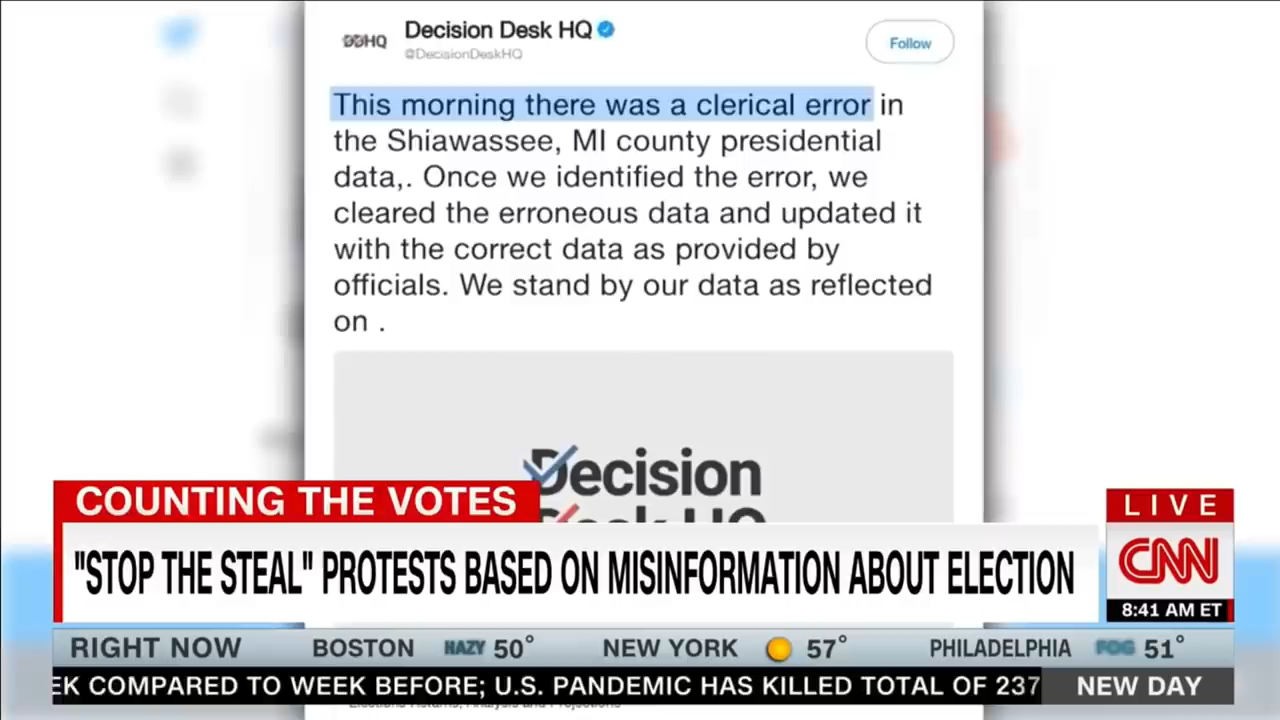 DDHQ
Decision Desk HQ
@DecisionDeskHQ
Follow
This morning there was a clerical error in
the Shiawassee, MI county presidential
data,. Once we identified the error, we
cleared the erroneous data and updated it
with the correct data as provided by
officials. We stand by our data as reflected
on .
Decision
Desk HQ
COUNTING THE VOTES
"STOP THE STEAL" PROTESTS BASED ON MISINFORMATION ABOUT ELECTION
LIVE
CNN
8:41 AM ET
RIGHT NOW BOSTON HAZY 50° NEW YORK 57° PHILADELPHIA FOG 51°
EK COMPARED TO WEEK BEFORE; U.S. PANDEMIC HAS KILLED TOTAL OF 237
NEW DAY